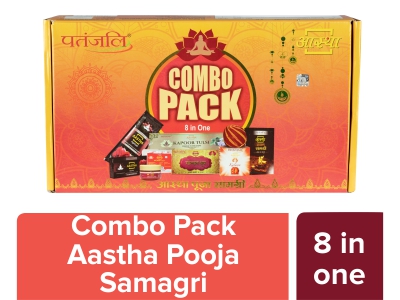 पतंजलि
आस्था
COMBO
PACK
8 in One
KAPOOR TULSI
आस्था पूजा सामग्री
Combo Pack
Aastha Pooja
Samagri
8 in
one